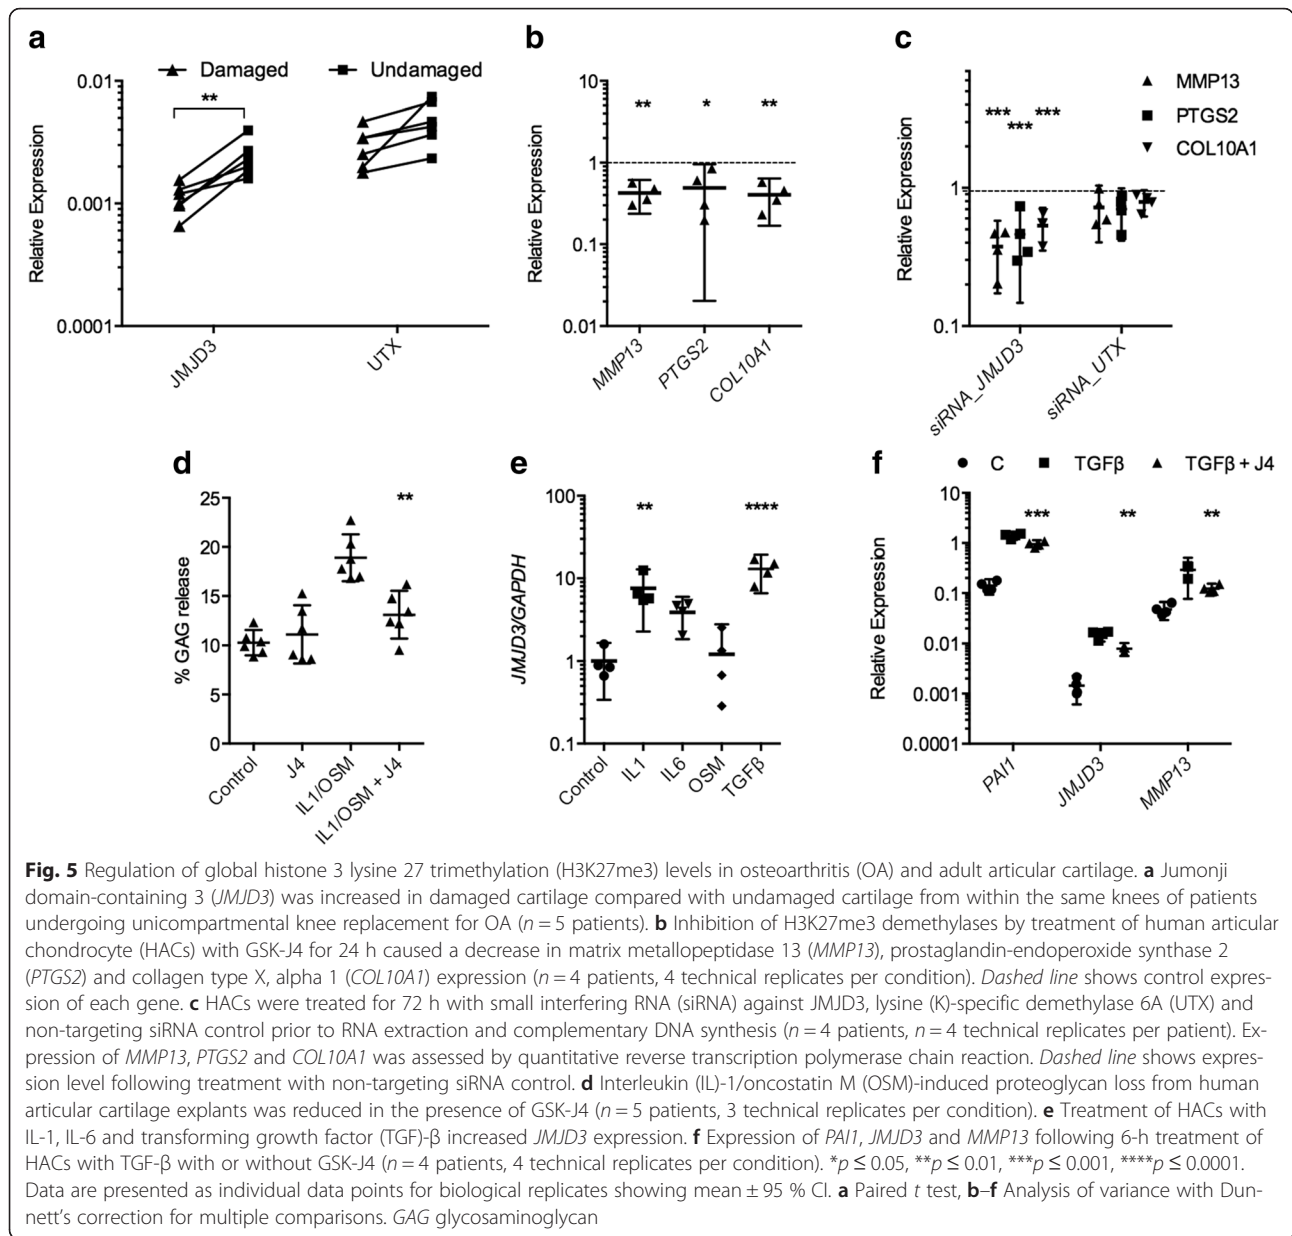 a
Damaged
Undamaged
**
Relative Expression
0.01
0.001
0.0001
JMJD3
UTX
b
Relative Expression
10
1
0.1
0.01
**
*
**
MMP13
PTGS2
COL10A1
c
MMP13
PTGS2
COL10A1
***
***
***
Relative Expression
1
0.1
siRNA_JMJD3
siRNA_UTX
d
% GAG release
25
20
15
10
5
0
**
Control
J4
IL1/OSM
IL1/OSM + J4
e
JMJD3/GAPDH
100
10
1
0.1
**
****
Control
IL1
IL6
OSM
TGFβ
f
C
TGFβ
TGFβ + J4
Relative Expression
10
1
0.1
0.01
0.001
0.0001
***
**
**
PAI1
JMJD3
MMP13
Fig. 5 Regulation of global histone 3 lysine 27 trimethylation (H3K27me3) levels in osteoarthritis (OA) and adult articular cartilage. a Jumonji
domain-containing 3 (JMJD3) was increased in damaged cartilage compared with undamaged cartilage from within the same knees of patients
undergoing unicompartmental knee replacement for OA (n = 5 patients). b Inhibition of H3K27me3 demethylases by treatment of human articular
chondrocyte (HACs) with GSK-J4 for 24 h caused a decrease in matrix metallopeptidase 13 (MMP13), prostaglandin-endoperoxide synthase 2
(PTGS2) and collagen type X, alpha 1 (COL10A1) expression (n = 4 patients, 4 technical replicates per condition). Dashed line shows control expres-
sion of each gene. c HACs were treated for 72 h with small interfering RNA (siRNA) against JMJD3, lysine (K)-specific demethylase 6A (UTX) and
non-targeting siRNA control prior to RNA extraction and complementary DNA synthesis (n = 4 patients, n = 4 technical replicates per patient). Ex-
pression of MMP13, PTGS2 and COL10A1 was assessed by quantitative reverse transcription polymerase chain reaction. Dashed line shows expres-
sion level following treatment with non-targeting siRNA control. d Interleukin (IL)-1/oncostatin M (OSM)-induced proteoglycan loss from human
articular cartilage explants was reduced in the presence of GSK-J4 (n = 5 patients, 3 technical replicates per condition). e Treatment of HACs with
IL-1, IL-6 and transforming growth factor (TGF)-β increased JMJD3 expression. f Expression of PAI1, JMJD3 and MMP13 following 6-h treatment of
HACs with TGF-β with or without GSK-J4 (n = 4 patients, 4 technical replicates per condition). *p ≤ 0.05, **p ≤ 0.01, ***p ≤ 0.001, ****p ≤ 0.0001.
Data are presented as individual data points for biological replicates showing mean ± 95 % CI. a Paired t test, b–f Analysis of variance with Dun-
nett's correction for multiple comparisons. GAG glycosaminoglycan